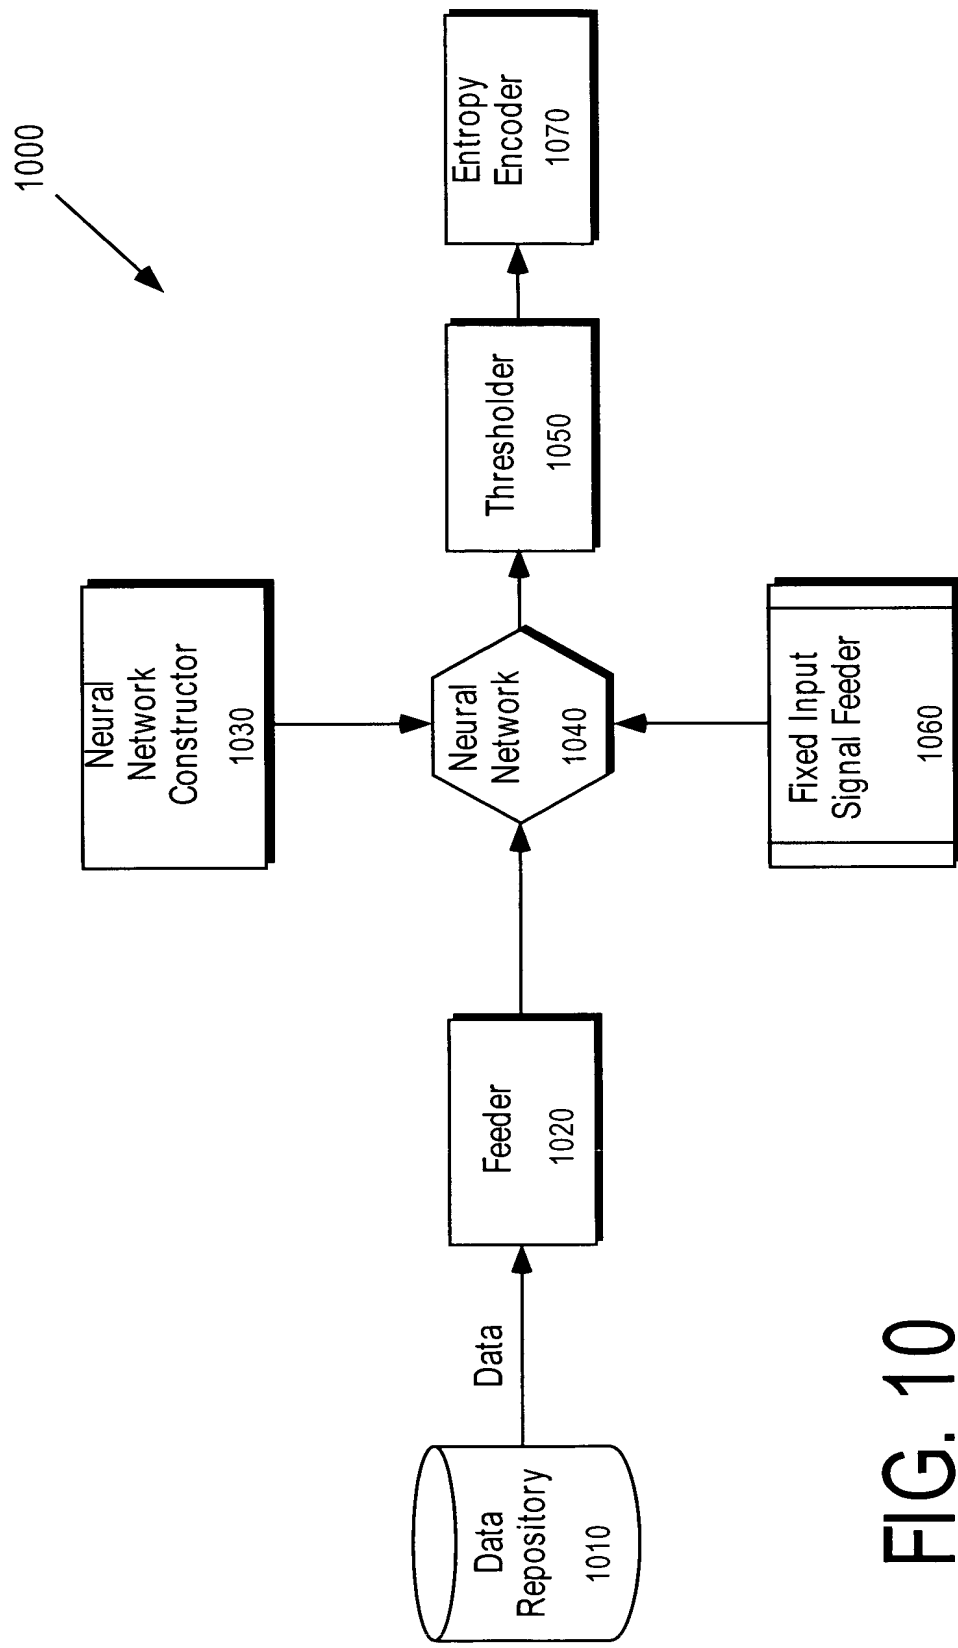 1000
Neural
Network
Constructor
1030
Data
Repository
1010
Data
Feeder
1020
Neural
Network
1040
Thresholder
1050
Entropy
Encoder
1070
Fixed Input
Signal Feeder
1060
FIG. 10